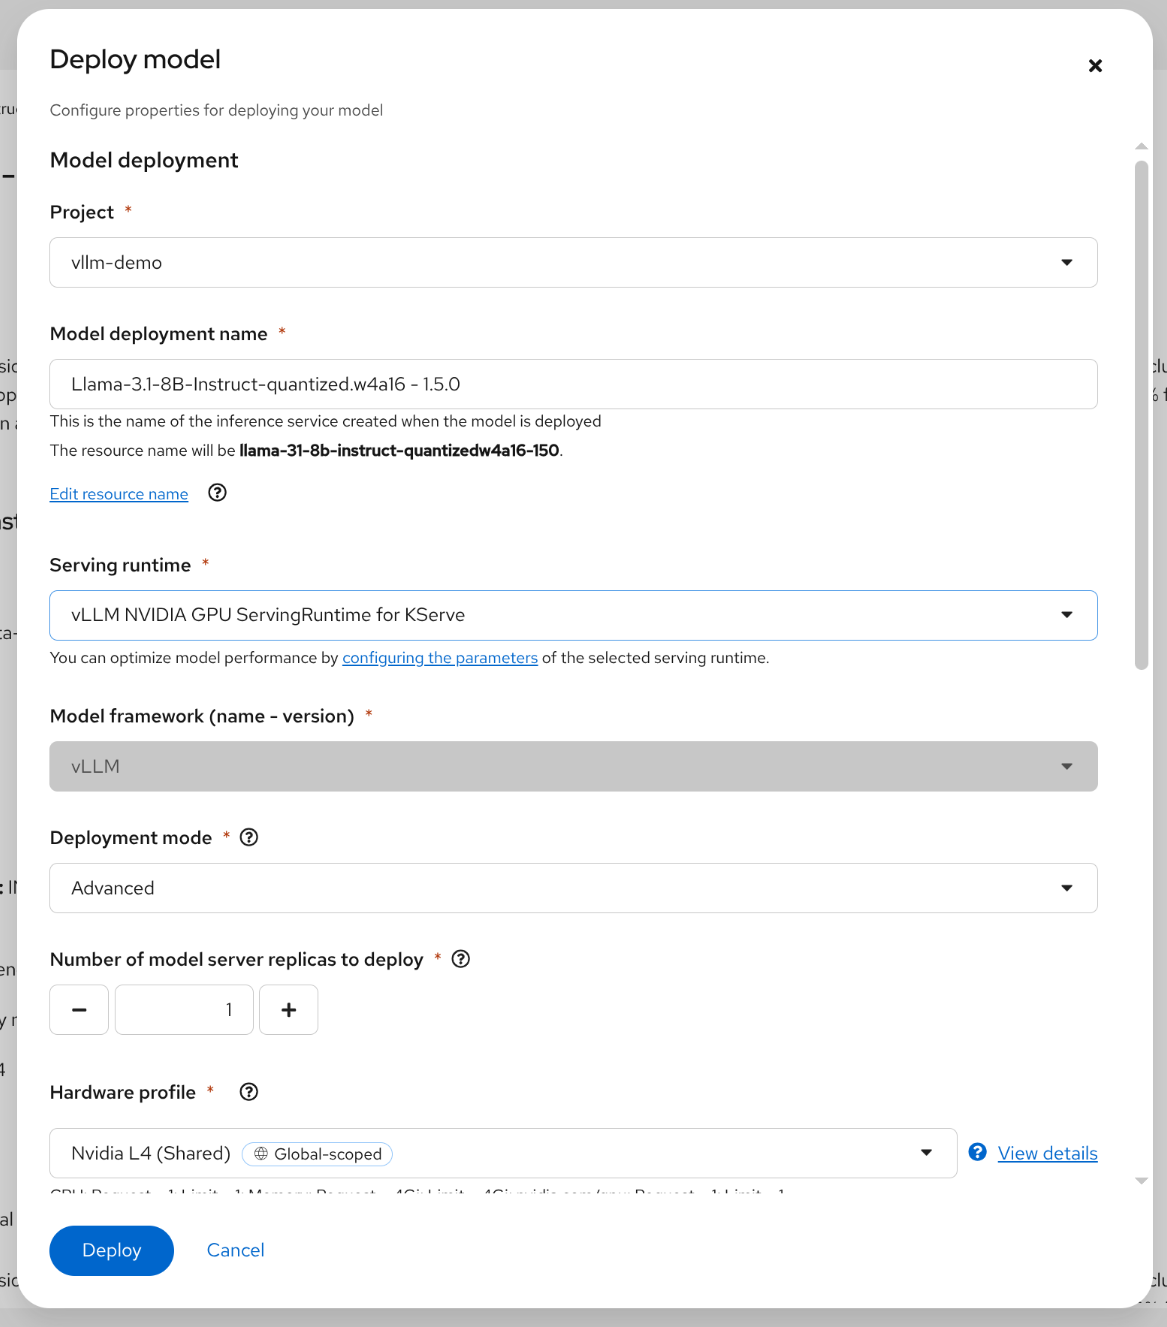 Deploy model
Configure properties for deploying your model
Model deployment
Project *
vllm-demo
Model deployment name *
Llama-3.1-8B-Instruct-quantized.w4a16 - 1.5.0
This is the name of the inference service created when the model is deployed
The resource name will be llama-31-8b-instruct-quantizedw4a16-150.
Edit resource name
Serving runtime *
vLLM NVIDIA GPU ServingRuntime for KServe
You can optimize model performance by configuring the parameters of the selected serving runtime.
Model framework (name - version) *
vLLM
Deployment mode *
Advanced
Number of model server replicas to deploy *
1
Hardware profile *
Nvidia L4 (Shared) Global-scoped View details
Deploy Cancel